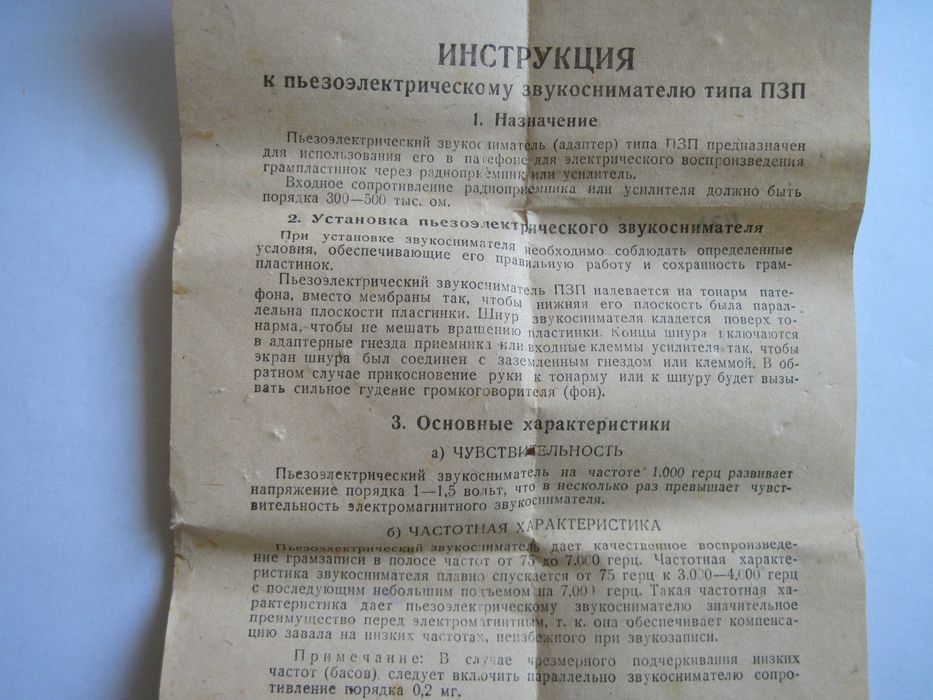 ИНСТРУКЦИЯ
к пьезоэлектрическому звукоснимателю типа ПЗП
1. Назначение
Пьезоэлектрический звукосниматель (адаптер) типа ПЗП предназначен
для использования его в патефоне для электрического воспроизведения
грампластинок через радиоприёмник или усилитель.
Входное сопротивление радиоприемника или усилителя должно быть
порядка 300—500 тыс. ом.
2. Установка пьезоэлектрического звукоснимателя
При установке звукоснимателя необходимо соблюдать определенные
условия, обеспечивающие его правильную работу и сохранность грам-
пластинок.
Пьезоэлектрический звукосниматель ПЗП надевается на тонарм пате-
фона, вместо мембраны так, чтобы нижняя его плоскость была парал-
лельна плоскости пластинки. Шнур звукоснимателя кладется поверх то-
нарма, чтобы не мешать вращению пластинки. Концы шнура включаются
в адаптерные гнезда приемника или входные клеммы усилителя так, чтобы
экран шнура был соединен с заземленным гнездом или клеммой. В об-
ратном случае прикосновение руки к тонарму или к шнуру будет вызы-
вать сильное гудение громкоговорителя (фон).
3. Основные характеристики
а) ЧУВСТВИТЕЛЬНОСТЬ
Пьезоэлектрический звукосниматель на частоте 1.000 герц развивает
напряжение порядка 1—1,5 вольт, что в несколько раз превышает чувст-
вительность электромагнитного звукоснимателя.
б) ЧАСТОТНАЯ ХАРАКТЕРИСТИКА
Пьезоэлектрический звукосниматель дает качественное воспроизведе-
ние грамзаписи в полосе частот от 75 до 7.000 герц. Частотная характе-
ристика звукоснимателя плавно спускается от 75 герц к 3.000—4.000 герц
с последующим небольшим подъемом на 7.000 герц. Такая частотная ха-
рактеристика дает пьезоэлектрическому звукоснимателю значительное
преимущество перед электромагнитным, т. к. она обеспечивает компенса-
цию завала на низких частотах, неизбежного при звукозаписи.
Примечание: В случае чрезмерного подчеркивания низких
частот (басов) следует включить параллельно звукоснимателю сопро-
тивление порядка 0,2 мг.